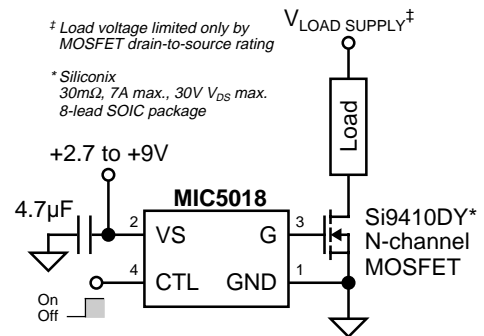 ‡ Load voltage limited only by
MOSFET drain-to-source rating
* Siliconix
30mΩ, 7A max., 30V VDS max.
8-lead SOIC package
VLOAD SUPPLY‡
Load
+2.7 to +9V
4.7µF
MIC5018
2
VS
G
3
4
CTL
GND
1
Si9410DY*
N-channel
MOSFET
On
Off